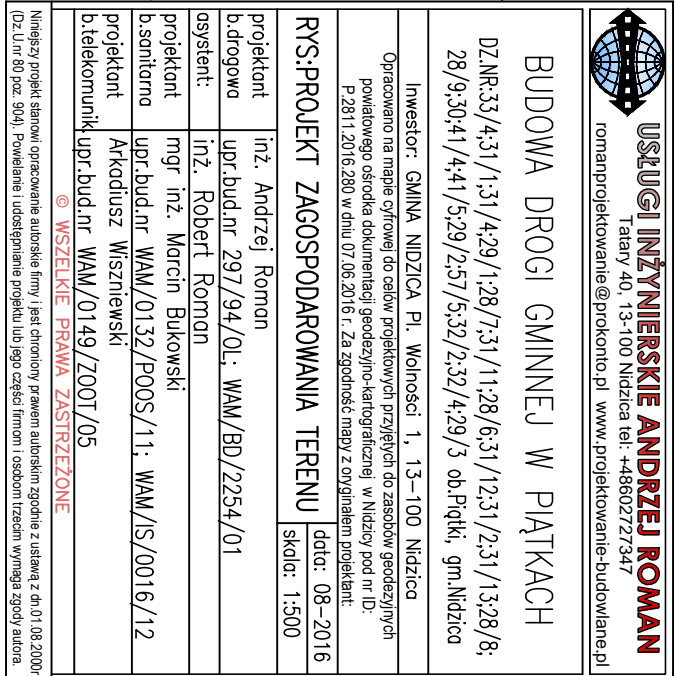 USŁUGI INŻYNIERSKIE ANDRZEJ ROMAN
Tatary 40, 13-100 Nidzica tel: +48602727347
romanprojektowanie@prokonto.pl www.projektowanie-budowlane.pl
BUDOWA DROGI GMINNEJ W PIĄTKACH
DZ.NR:33/4;31/1;31/4;29/1;28/7;31/11;28/6;31/12;31/2;31/13;28/8;
28/9;30;41/4;41/5;29/2;57/5;32/2;32/4;29/3 ob.Piątki, gm.Nidzica
Inwestor: GMINA NIDZICA Pl. Wolności 1, 13-100 Nidzica
Opracowano na mapie cyfrowej do celów projektowych przyjętych do zasobów geodezyjnych
powiatowego ośrodka dokumentacji geodezyjno-kartograficznej w Nidzicy pod nr ID:
P.2811.2016.280 w dniu 07.06.2016 r. Za zgodność mapy z oryginałem projektant:
RYS:PROJEKT ZAGOSPODAROWANIA TERENU
data: 08-2016
skala: 1:500
projektant
b.drogowa
inż. Andrzej Roman
upr.bud.nr 297/94/OL; WAM/BD/2254/01
asystent:
inż. Robert Roman
projektant
b.sanitarna
mgr inż. Marcin Bukowski
upr.bud.nr WAM/0132/POOS/11; WAM/IS/0016/12
projektant
b.telekomunik.
Arkadiusz Wiszniewski
upr.bud.nr WAM/0149/ZOOT/05
© WSZELKIE PRAWA ZASTRZEŻONE
Niniejszy projekt stanowi opracowanie autorskie firmy i jest chroniony prawem autorskim zgodnie z ustawą z dn.01.08.2000r
(Dz.U.nr 80 poz. 904). Powielanie i udostępnianie projektu lub jego części firmom i osobom trzecim wymaga zgody autora.